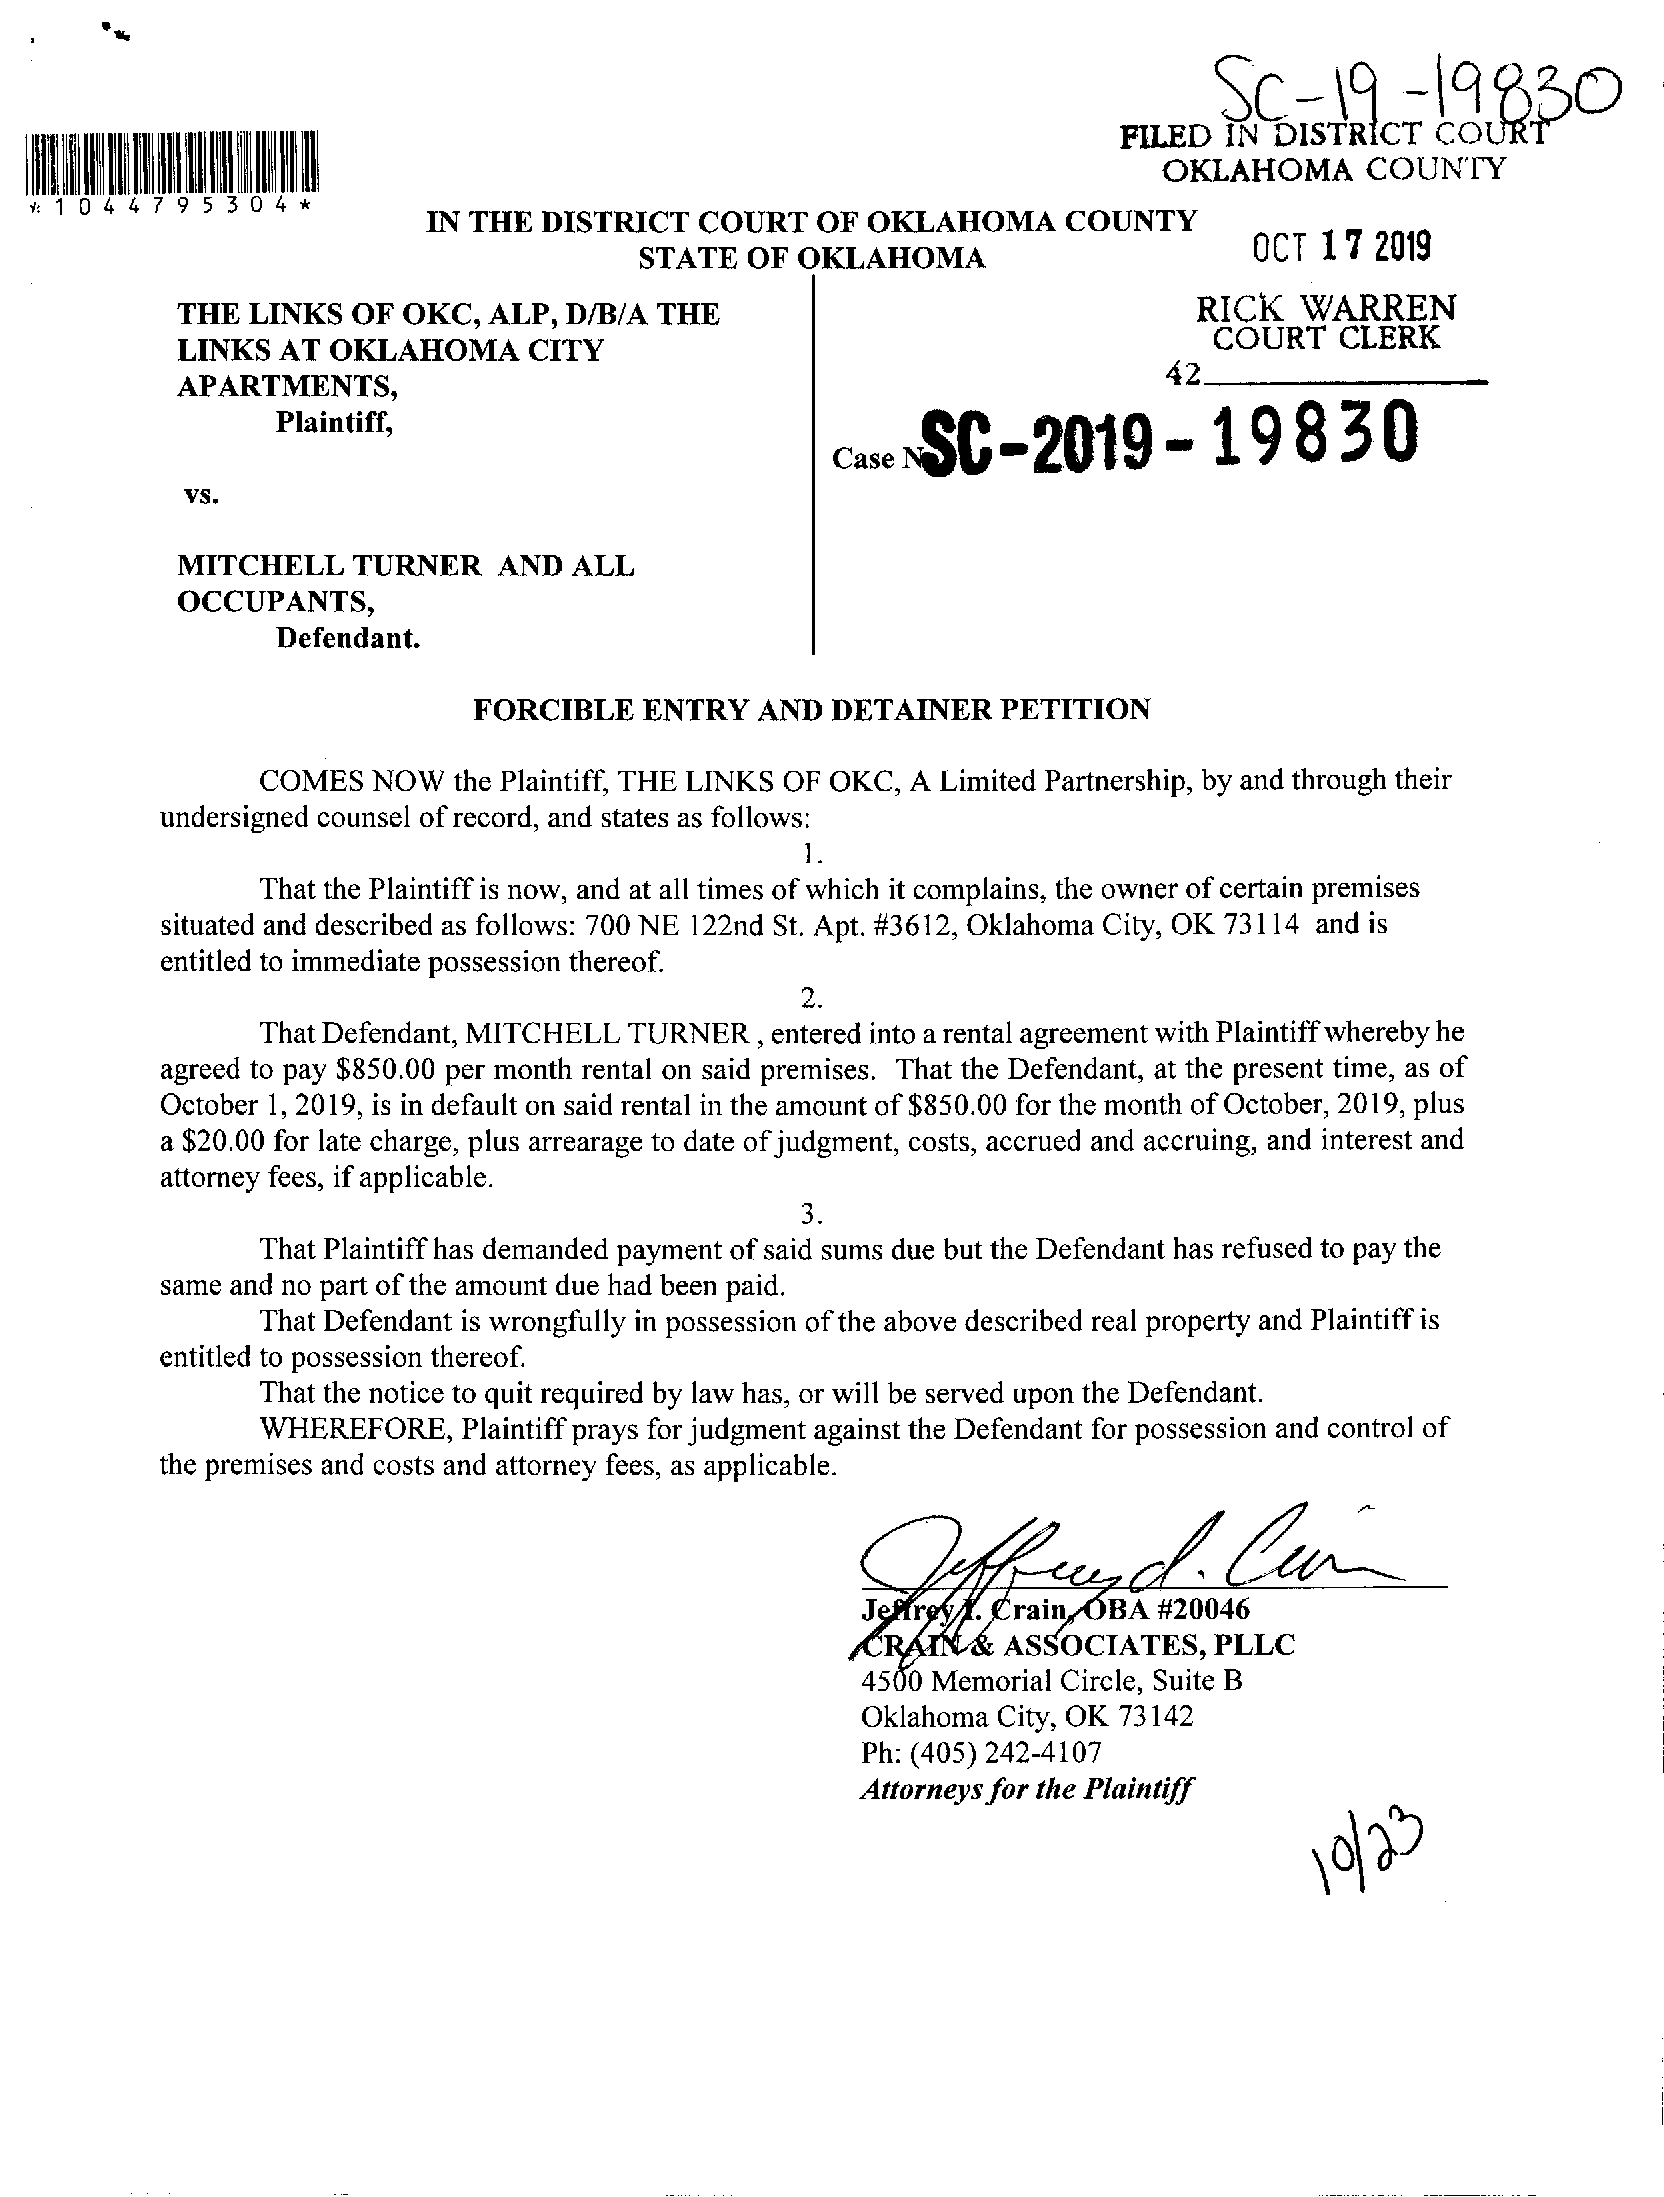 SC-19-19830
FILED IN DISTRICT COURT
OKLAHOMA COUNTY
*1044795304*
IN THE DISTRICT COURT OF OKLAHOMA COUNTY
STATE OF OKLAHOMA
OCT 17 2019
THE LINKS OF OKC, ALP, D/B/A THE
LINKS AT OKLAHOMA CITY
APARTMENTS,
Plaintiff,
RICK WARREN
COURT CLERK
42
Case N SC-2019-19830
vs.
MITCHELL TURNER AND ALL
OCCUPANTS,
Defendant.
FORCIBLE ENTRY AND DETAINER PETITION
COMES NOW the Plaintiff, THE LINKS OF OKC, A Limited Partnership, by and through their
undersigned counsel of record, and states as follows:
1.
That the Plaintiff is now, and at all times of which it complains, the owner of certain premises
situated and described as follows: 700 NE 122nd St. Apt. #3612, Oklahoma City, OK 73114 and is
entitled to immediate possession thereof.
2.
That Defendant, MITCHELL TURNER , entered into a rental agreement with Plaintiff whereby he
agreed to pay $850.00 per month rental on said premises. That the Defendant, at the present time, as of
October 1, 2019, is in default on said rental in the amount of $850.00 for the month of October, 2019, plus
a $20.00 for late charge, plus arrearage to date of judgment, costs, accrued and accruing, and interest and
attorney fees, if applicable.
3.
That Plaintiff has demanded payment of said sums due but the Defendant has refused to pay the
same and no part of the amount due had been paid.
That Defendant is wrongfully in possession of the above described real property and Plaintiff is
entitled to possession thereof.
That the notice to quit required by law has, or will be served upon the Defendant.
WHEREFORE, Plaintiff prays for judgment against the Defendant for possession and control of
the premises and costs and attorney fees, as applicable.
Jeffrey I. Crain, OBA #20046
CRAIN & ASSOCIATES, PLLC
4500 Memorial Circle, Suite B
Oklahoma City, OK 73142
Ph: (405) 242-4107
Attorneys for the Plaintiff
10/23